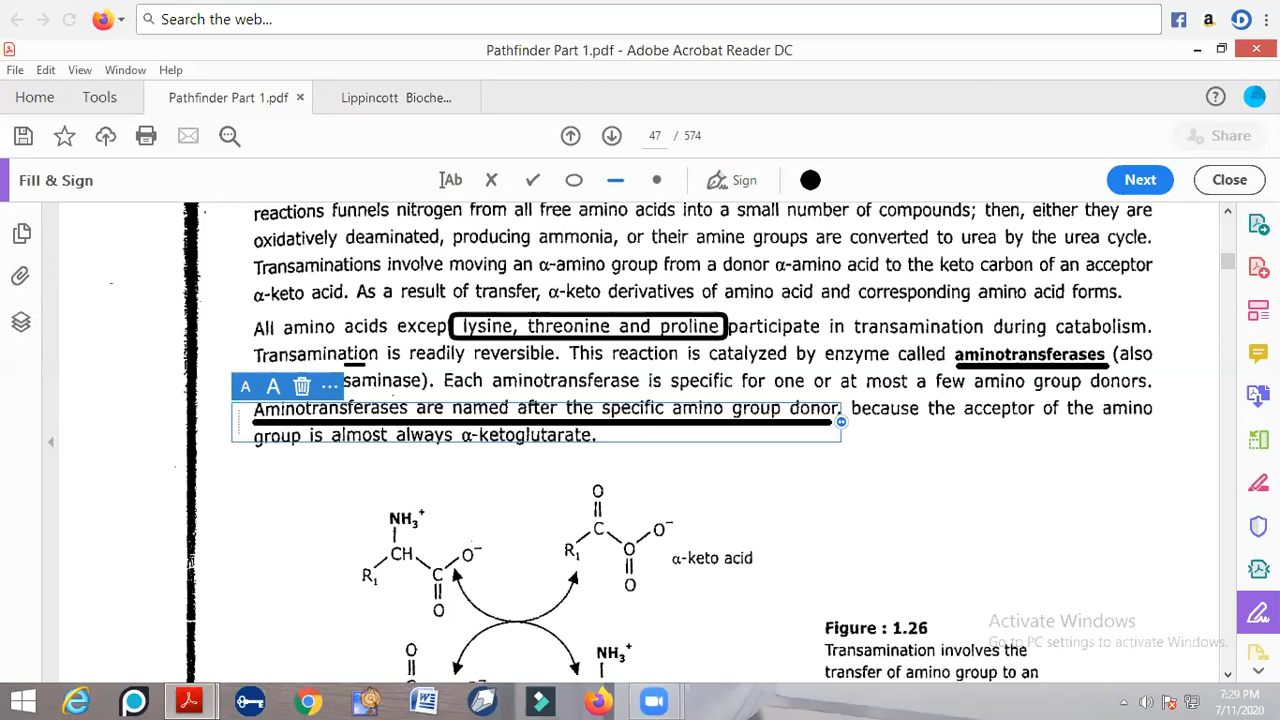 Search the web...
Pathfinder Part 1.pdf - Adobe Acrobat Reader DC
File Edit View Window Help
Home Tools Pathfinder Part 1.pdf × Lippincott Bioche...
47 / 574
Share
Fill & Sign
Ab
Sign
Next
Close
reactions funnels nitrogen from all free amino acids into a small number of compounds; then, either they are
oxidatively deaminated, producing ammonia, or their amine groups are converted to urea by the urea cycle.
Transaminations involve moving an α-amino group from a donor α-amino acid to the keto carbon of an acceptor
α-keto acid. As a result of transfer, α-keto derivatives of amino acid and corresponding amino acid forms.
All amino acids excep lysine, threonine and proline participate in transamination during catabolism.
Transamination is readily reversible. This reaction is catalyzed by enzyme called aminotransferases (also
A A ... saminase). Each aminotransferase is specific for one or at most a few amino group donors.
Aminotransferases are named after the specific amino group donor, because the acceptor of the amino
group is almost always α-ketoglutarate.
O
NH3+
C O−
R1 CH O−
R1 C O
α-keto acid
C
O
O
Activate Windows
Go to PC settings to activate Windows.
Figure : 1.26
Transamination involves the
transfer of amino group to an
O
NH3+
7:29 PM
7/11/2020